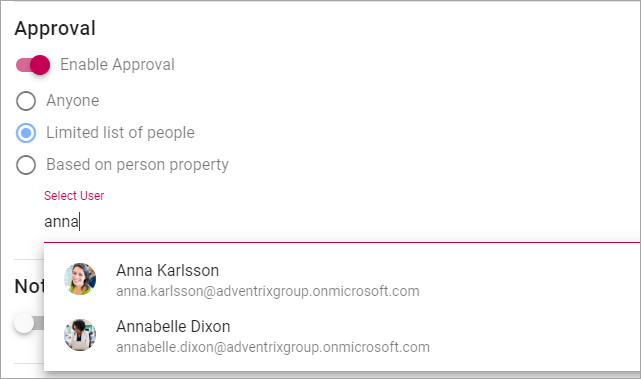 Approval
Enable Approval
Anyone
Limited list of people
Based on person property
Select User
anna
Anna Karlsson
anna.karlsson@adventrixgroup.onmicrosoft.com
Not
Annabelle Dixon
annabelle.dixon@adventrixgroup.onmicrosoft.com